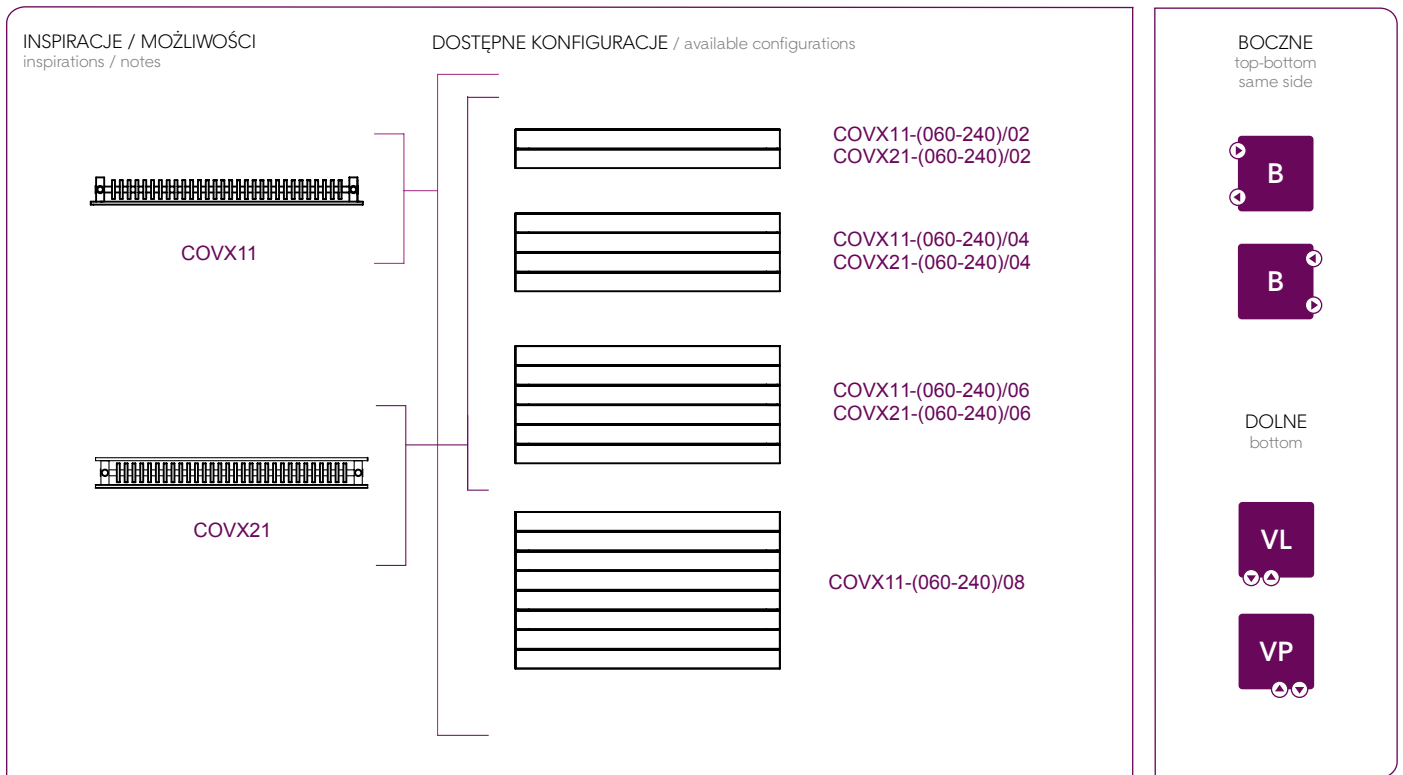 INSPIRACJE / MOŻLIWOŚCI
inspirations / notes
COVX11
COVX21
DOSTĘPNE KONFIGURACJE / available configurations
COVX11-(060-240)/02
COVX21-(060-240)/02
COVX11-(060-240)/04
COVX21-(060-240)/04
COVX11-(060-240)/06
COVX21-(060-240)/06
COVX11-(060-240)/08
BOCZNE
top-bottom
same side
B
B
DOLNE
bottom
VL
VP